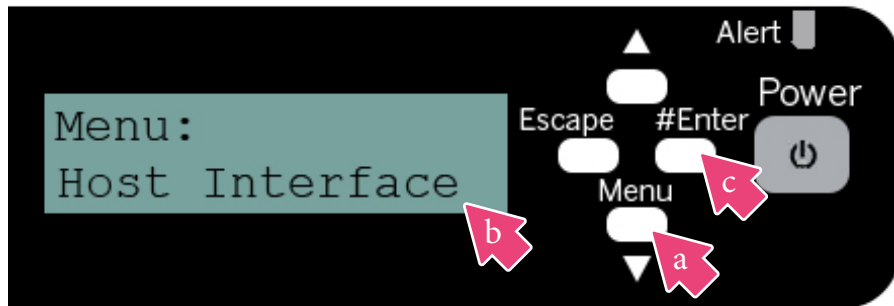 Menu:
Host Interface
b
Escape
#Enter
c
Menu
a
Alert
Power